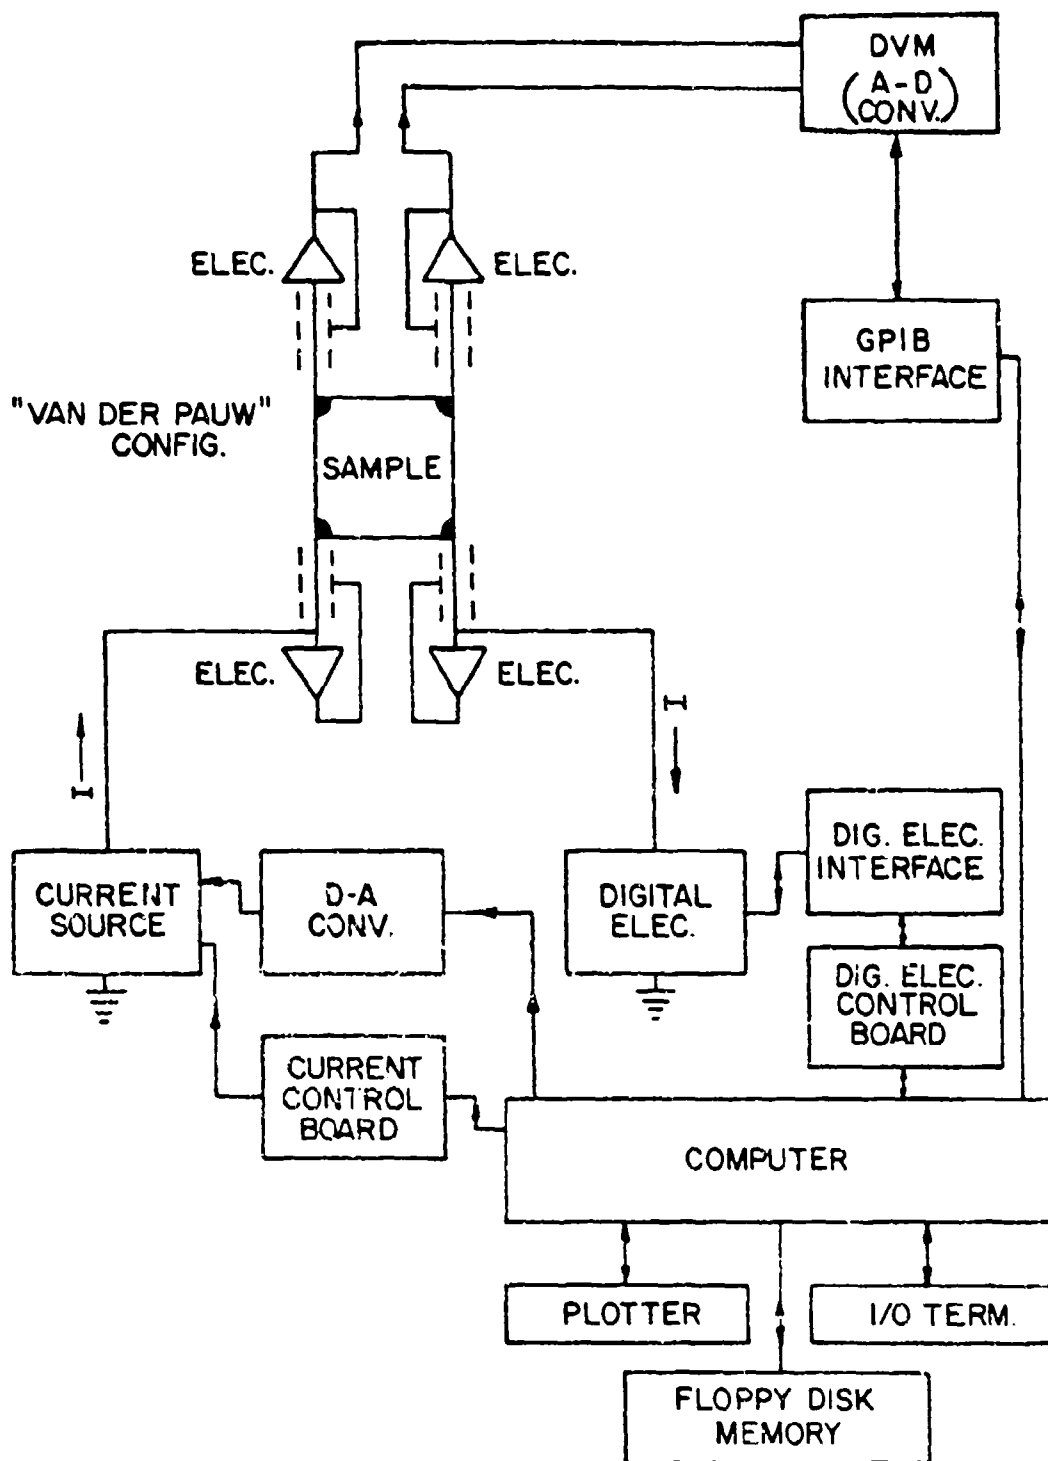 DVM
(A-D
CONV.)
ELEC.
ELEC.
GPIB
INTERFACE
"VAN DER PAUW"
CONFIG.
SAMPLE
ELEC.
ELEC.
I
I
DIG. ELEC.
INTERFACE
CURRENT
SOURCE
D-A
CONV.
DIGITAL
ELEC.
DIG. ELEC.
CONTROL
BOARD
CURRENT
CONTROL
BOARD
COMPUTER
PLOTTER
I/O TERM.
FLOPPY DISK
MEMORY